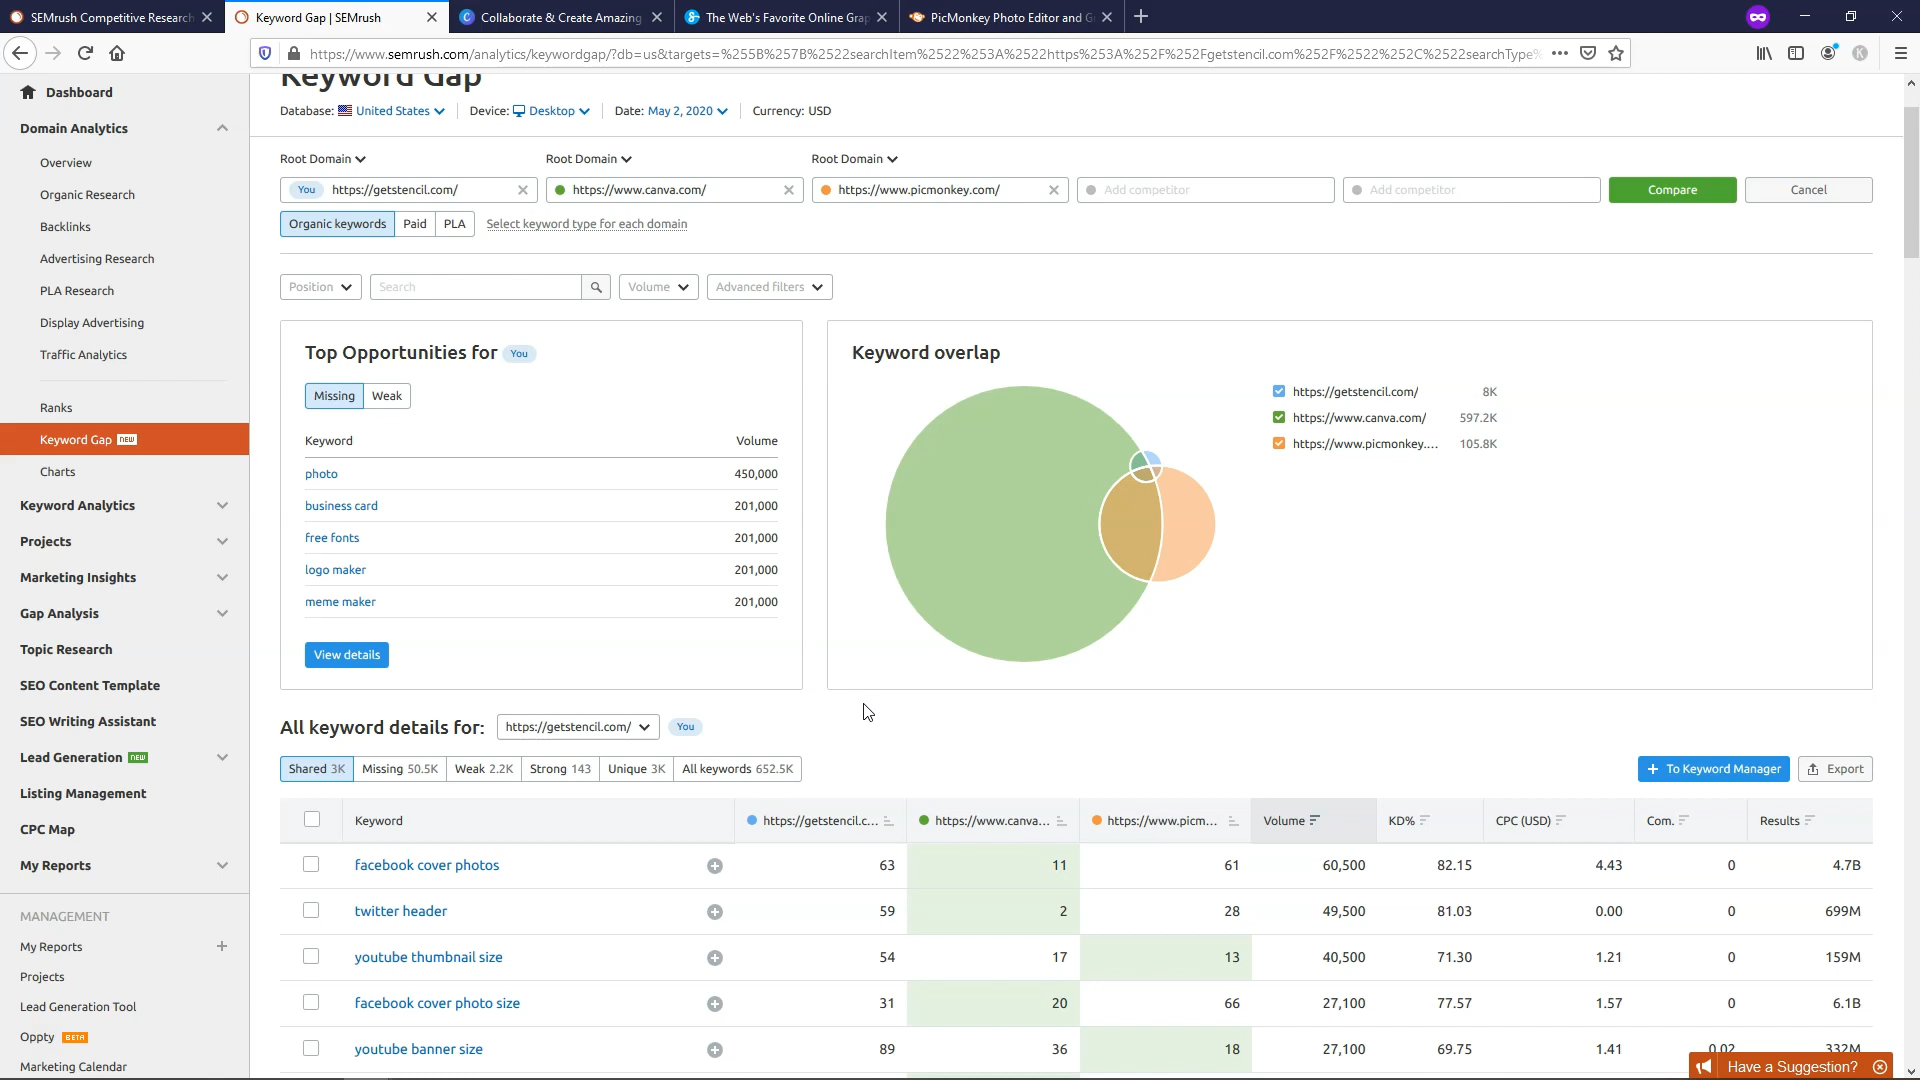 SEMrush Competitive Research
Keyword Gap | SEMrush
Collaborate & Create Amazing
The Web's Favorite Online Grap
PicMonkey Photo Editor and G
https://www.semrush.com/analytics/keywordgap/?db=us&targets=%255B%257B%2522searchItem%2522%253A%2522https%253A%252F%252Fgetstencil.com%252F%2522%252C%2522searchType%
K
Keyword Gap
Database: United States
Device: Desktop
Date: May 2, 2020
Currency: USD
Root Domain
Root Domain
Root Domain
You https://getstencil.com/
https://www.canva.com/
https://www.picmonkey.com/
Add competitor
Add competitor
Compare
Cancel
Organic keywords Paid PLA Select keyword type for each domain
Position Search Volume Advanced filters
Dashboard
Domain Analytics
Overview
Organic Research
Backlinks
Advertising Research
PLA Research
Display Advertising
Traffic Analytics
Ranks
Keyword Gap NEW
Charts
Keyword Analytics
Projects
Marketing Insights
Gap Analysis
Topic Research
SEO Content Template
SEO Writing Assistant
Lead Generation NEW
Listing Management
CPC Map
My Reports
MANAGEMENT
My Reports
Projects
Lead Generation Tool
Oppty BETA
Marketing Calendar
Top Opportunities for You
Missing Weak
Keyword Volume
photo 450,000
business card 201,000
free fonts 201,000
logo maker 201,000
meme maker 201,000
View details
Keyword overlap
https://getstencil.com/ 8K
https://www.canva.com/ 597.2K
https://www.picmonkey.... 105.8K
All keyword details for: https://getstencil.com/ You
Shared 3K Missing 50.5K Weak 2.2K Strong 143 Unique 3K All keywords 652.5K
To Keyword Manager
Export
Keyword https://getstencil.c... https://www.canva... https://www.picm... Volume KD% CPC (USD) Com. Results
facebook cover photos 63 11 61 60,500 82.15 4.43 0 4.7B
twitter header 59 2 28 49,500 81.03 0.00 0 699M
youtube thumbnail size 54 17 13 40,500 71.30 1.21 0 159M
facebook cover photo size 31 20 66 27,100 77.57 1.57 0 6.1B
youtube banner size 89 36 18 27,100 69.75 1.41 0.02 332M
Have a Suggestion?